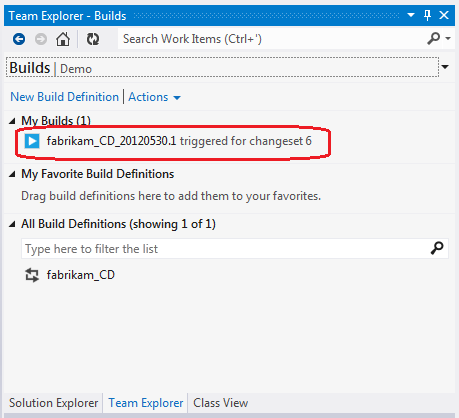 Team Explorer - Builds
Search Work Items (Ctrl+')
Builds | Demo
New Build Definition | Actions
My Builds (1)
fabrikam_CD_20120530.1 triggered for changeset 6
My Favorite Build Definitions
Drag build definitions here to add them to your favorites.
All Build Definitions (showing 1 of 1)
Type here to filter the list
fabrikam_CD
Solution Explorer Team Explorer Class View